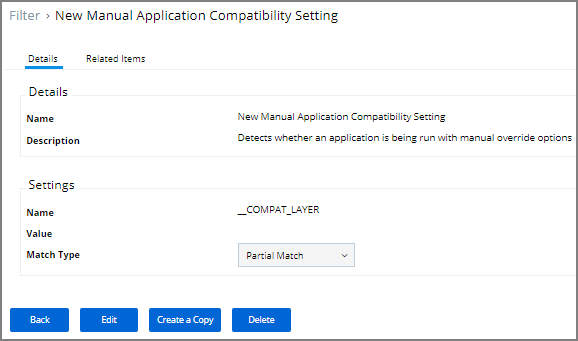 Filter › New Manual Application Compatibility Setting
Details Related Items
Details
Name New Manual Application Compatibility Setting
Description Detects whether an application is being run with manual override options
Settings
Name __COMPAT_LAYER
Value
Match Type Partial Match
Back Edit Create a Copy Delete